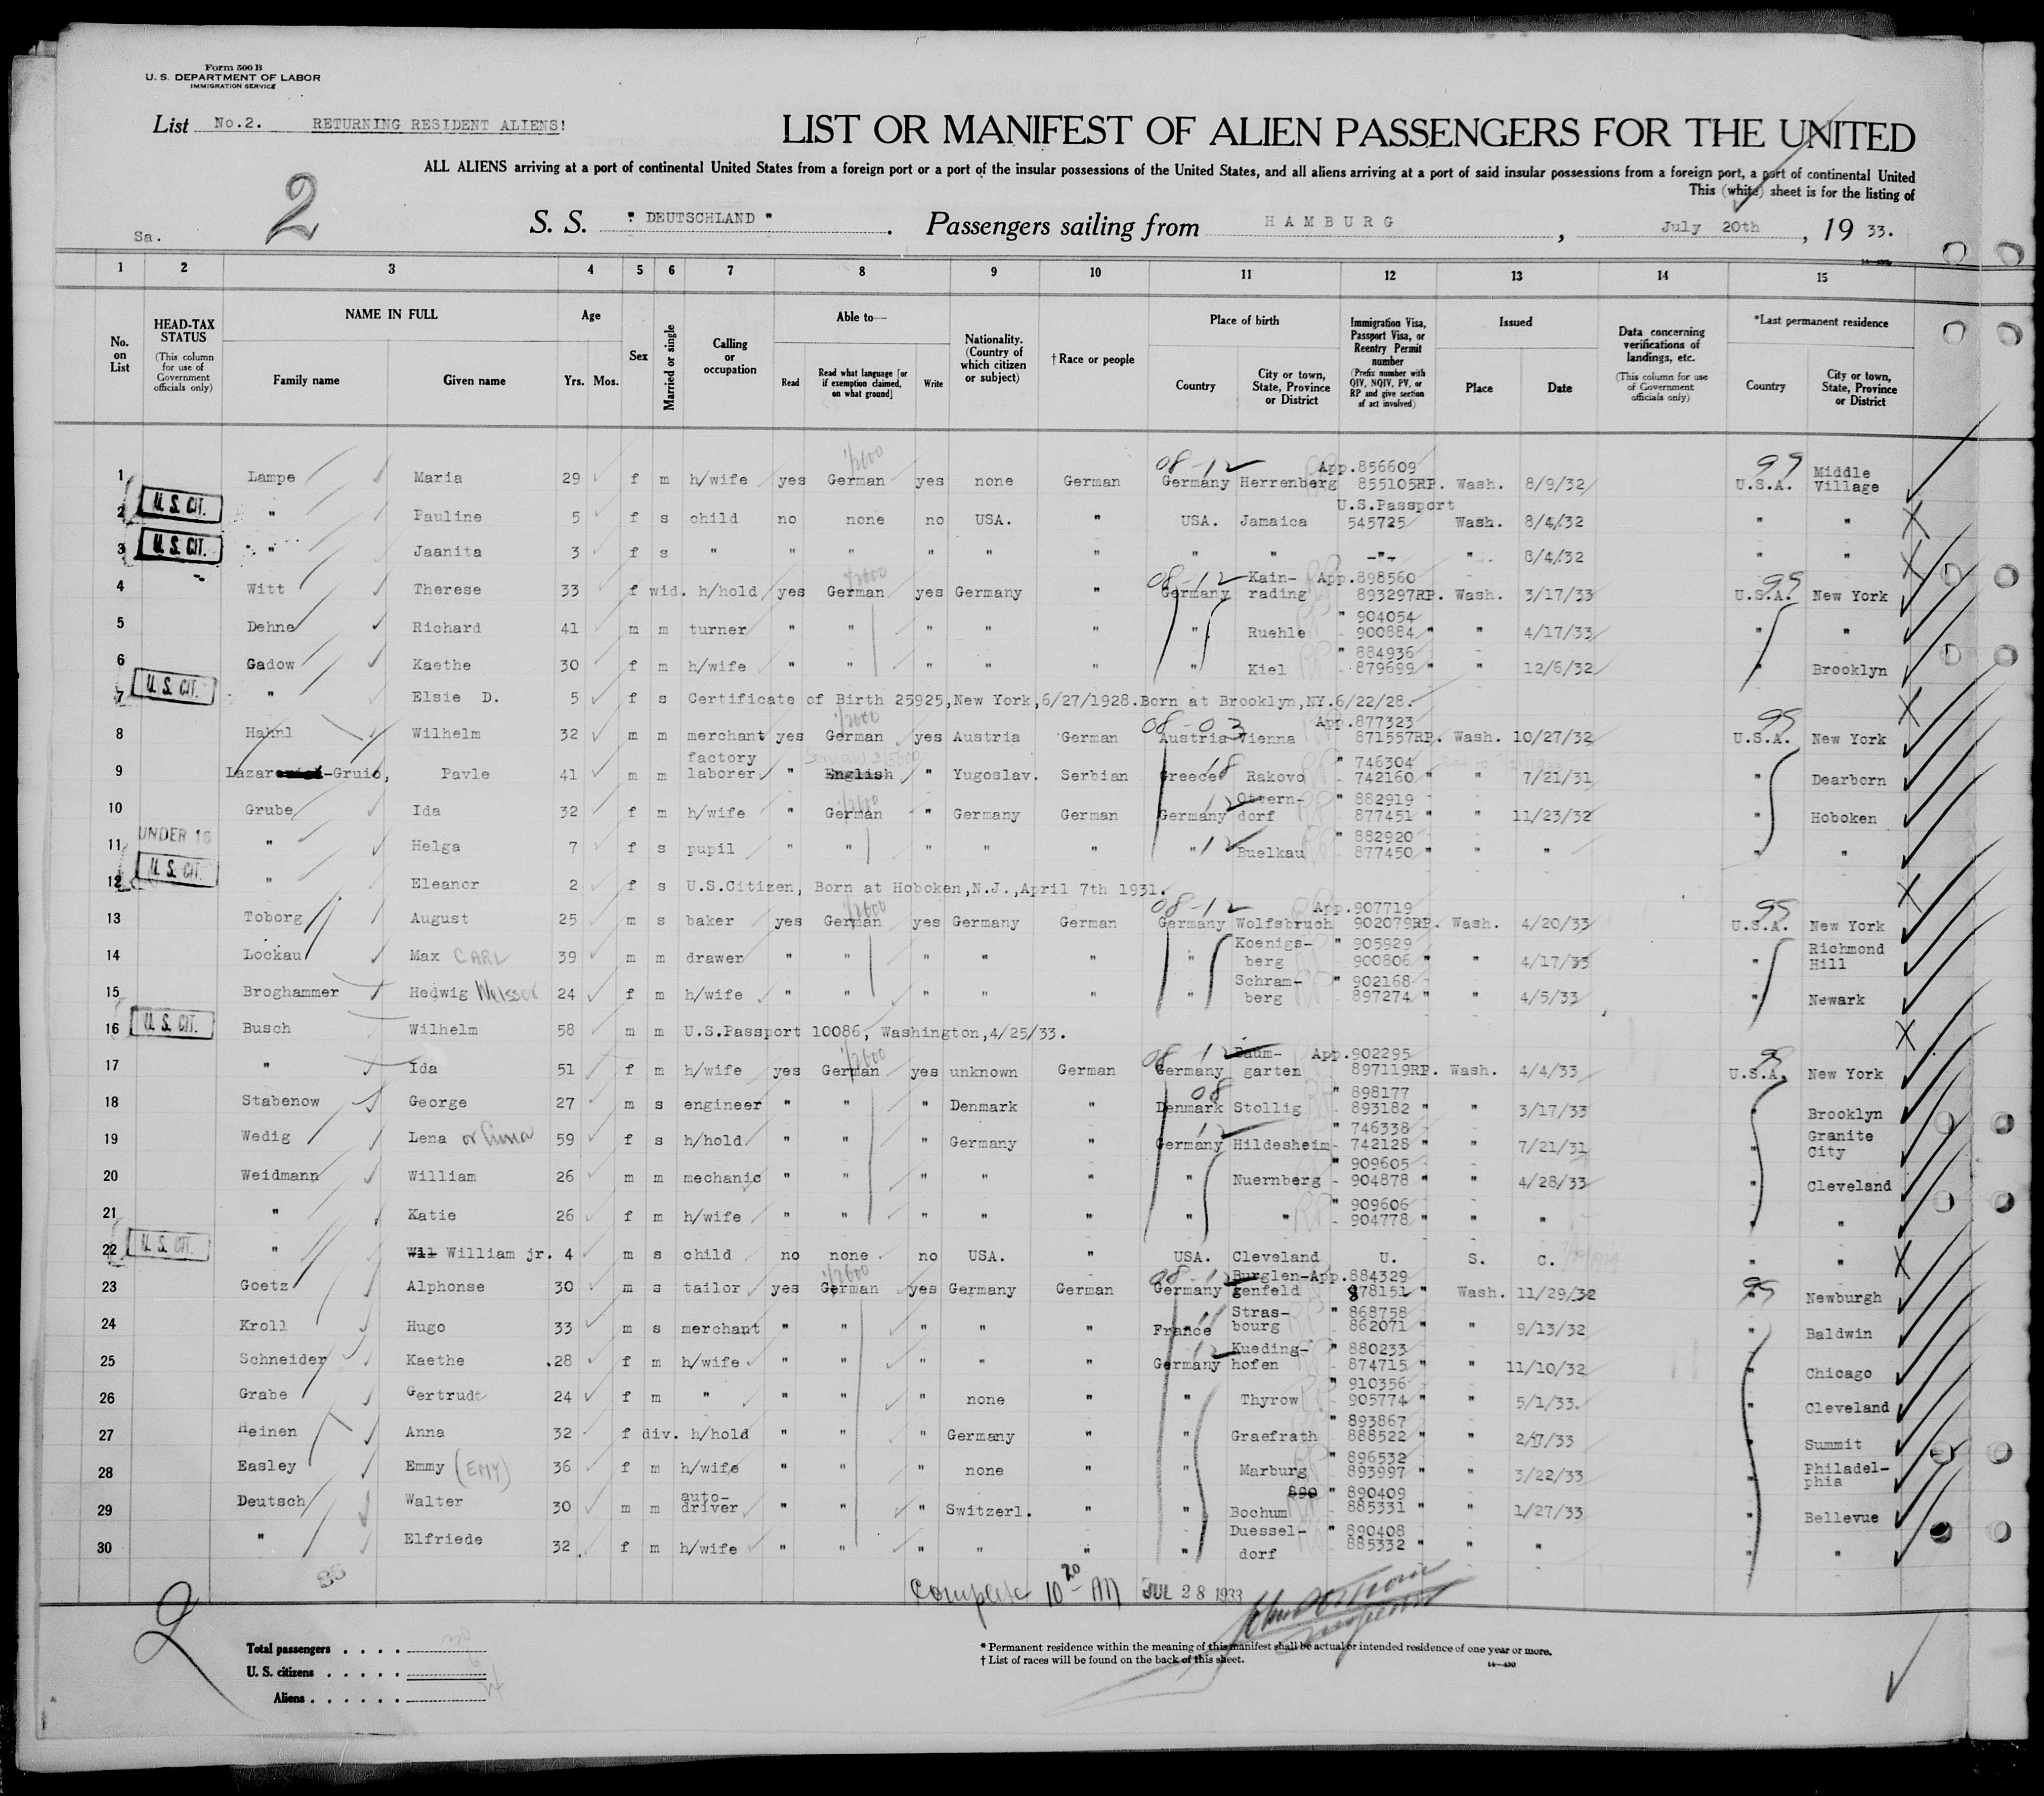 Form 500 B
U. S. DEPARTMENT OF LABOR
IMMIGRATION SERVICE
List No.2. RETURNING RESIDENT ALIENS!
LIST OR MANIFEST OF ALIEN PASSENGERS FOR THE UNITED
ALL ALIENS arriving at a port of continental United States from a foreign port or a port of the insular possessions of the United States, and all aliens arriving at a port of said insular possessions from a foreign port, a port of continental United
This (white) sheet is for the listing of
2
Sa.
S. S. " DEUTSCHLAND " . Passengers sailing from HAMBURG , July 20th , 19 33.
1 2 3 4 5 6 7 8 9 10 11 12 13 14 15
No. on List
HEAD-TAX STATUS (This column for use of Government officials only)
NAME IN FULL
Family name Given name
Age
Yrs. Mos.
Sex
Married or single
Calling or occupation
Able to—
Read
Read what language [or if exemption claimed, on what ground]
Write
Nationality. (Country of which citizen or subject)
†Race or people
Place of birth
Country
City or town, State, Province or District
Immigration Visa, Passport Visa, or Reentry Permit number (Prefix number with QIV, NQIV, PV, or RP and give section of act involved)
Issued
Place Date
Data concerning verifications of landings, etc. (This column for use of Government officials only)
*Last permanent residence
Country
City or town, State, Province or District
1 Lampe Maria 29 f m h/wife yes German yes none German Germany Herrenberg App.856609 855105RP. Wash. 8/9/32 U.S.A. Middle Village
2 U. S. CIT. " Pauline 5 f s child no none no USA. " USA. Jamaica U.S.Passport 545725 Wash. 8/4/32 " "
3 U. S. CIT. " Jaanita 3 f s " " " " " " " " -"- " 8/4/32 " "
4 Witt Therese 33 f wid. h/hold yes German yes Germany " Germany Kain-rading App.898560 893297RP. Wash. 3/17/33 U.S.A. New York
5 Dehne Richard 41 m m turner " " " " " " Ruehle " 904054 900884 " " 4/17/33 " "
6 Gadow Kaethe 30 f m h/wife " " " " " " Kiel " 884936 879699 " " 12/6/32 " Brooklyn
7 U. S. CIT. " Elsie D. 5 f s Certificate of Birth 25925,New York,6/27/1928.Born at Brooklyn,NY.6/22/28.
8 Hahnl Wilhelm 32 m m merchant yes German yes Austria German Austria Vienna App.877323 871557RP. Wash. 10/27/32 U.S.A. New York
9 Lazar -Gruic, Pavle 41 m m factory laborer " English " Yugoslav. Serbian Greece Rakovo " 746304 742160 " " 7/21/31 " Dearborn
10 Grube Ida 32 f m h/wife " German " Germany German Germany Ottern-dorf " 882919 877451 " " 11/23/32 " Hoboken
11 UNDER 16 " Helga 7 f s pupil " " " " " " Buelkau " 882920 877450 " " " " "
12 U. S. CIT. " Eleanor 2 f s U.S.Citizen, Born at Hoboken,N.J.,April 7th 1931.
13 Toborg August 25 m s baker yes German yes Germany German Germany Wolfsbruch App.907719 902079RP. Wash. 4/20/33 U.S.A. New York
14 Lockau Max CARL 39 m m drawer " " " " " " Koenigs-berg " 905929 900806 " " 4/17/33 " Richmond Hill
15 Broghammer Hedwig Weisser 24 f m h/wife " " " " " " Schram-berg " 902168 897274 " " 4/5/33 " Newark
16 U. S. CIT. Busch Wilhelm 58 m m U.S.Passport 10086, Washington,4/25/33.
17 " Ida 51 f m h/wife yes German yes unknown German Germany Baum-garten App.902295 897119RP. Wash. 4/4/33 U.S.A. New York
18 Stabenow George 27 m s engineer " " " Denmark " Denmark Stollig " 898177 893182 " " 3/17/33 " Brooklyn
19 Wedig Lena 59 f s h/hold " " " Germany " Germany Hildesheim " 746338 742128 " " 7/21/31 " Granite City
20 Weidmann William 26 m m mechanic " " " " " " Nuernberg " 909605 904878 " " 4/28/33 " Cleveland
21 " Katie 26 f m h/wife " " " " " " " " 909606 904778 " " " " "
22 U. S. CIT. " Wil William jr. 4 m s child no none no USA. " USA. Cleveland U. S. C. " "
23 Goetz Alphonse 30 m s tailor yes German yes Germany German Germany Burglen-genfeld App.884329 878151 " Wash. 11/29/32 " Newburgh
24 Kroll Hugo 33 m s merchant " " " " " France Stras-bourg " 868758 862071 " " 9/13/32 " Baldwin
25 Schneider Kaethe 28 f m h/wife " " " " " Germany Kueding-hofen " 880233 874715 " " 11/10/32 " Chicago
26 Grabe Gertrude 24 f m " " " " none " " Thyrow " 910356 905774 " " 5/1/33. " Cleveland
27 Heinen Anna 32 f div. h/hold " " " Germany " " Graefrath " 893867 888522 " " 2/7/33 " Summit
28 Easley Emmy (EMY) 36 f m h/wife " " " none " " Marburg " 896532 893997 " " 3/22/33 " Philadel-phia
29 Deutsch Walter 30 m m auto-driver " " " Switzerl. " " Bochum 890 " 890409 885331 " " 1/27/33 " Bellevue
30 " Elfriede 32 f m h/wife " " " " " " Duessel-dorf " 890408 885332 " " " " "
Complete 10 20 AM JUL 28 1933
2
Total passengers
U. S. citizens
Aliens
* Permanent residence within the meaning of this manifest shall be actual or intended residence of one year or more.
† List of races will be found on the back of this sheet.
14—430